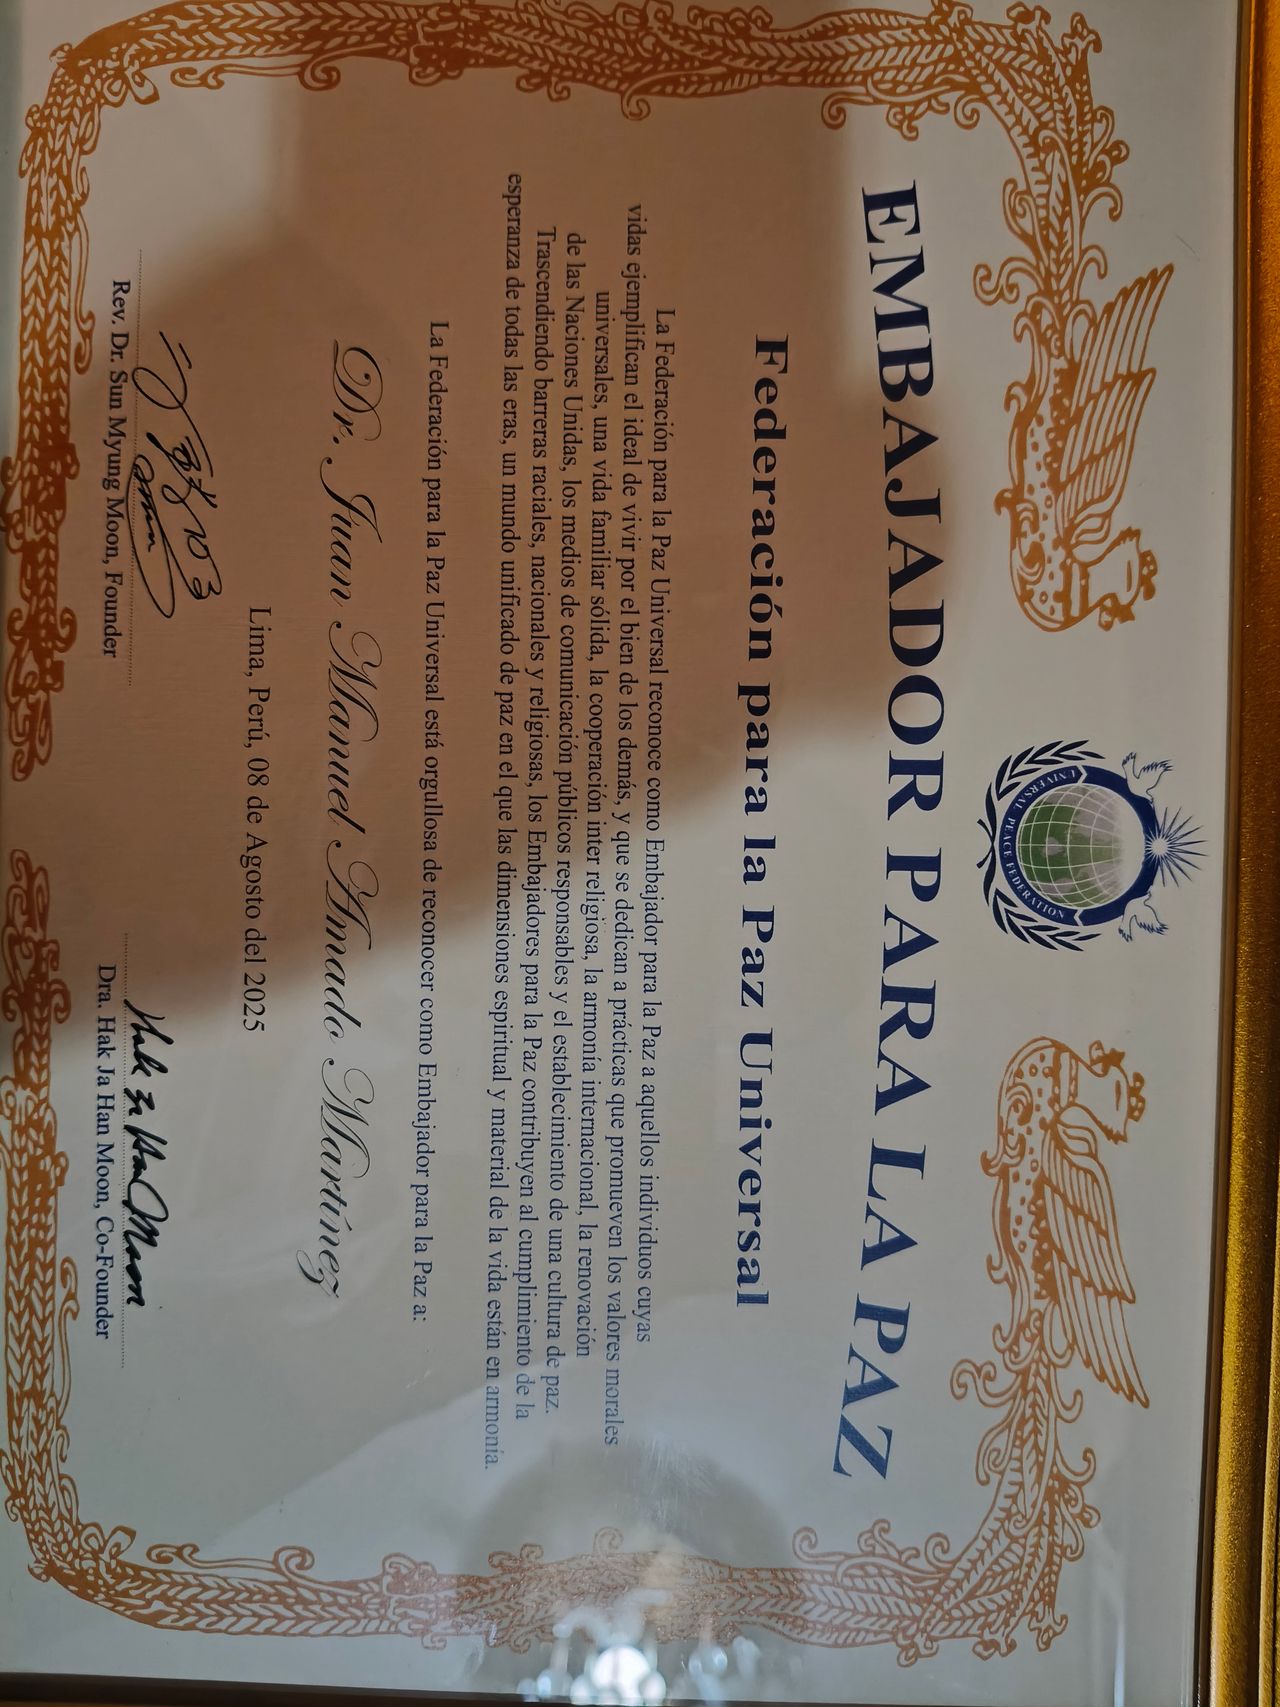 UNIVERSAL PEACE FEDERATION
EMBAJADOR PARA LA PAZ
Federación para la Paz Universal
La Federación para la Paz Universal reconoce como Embajador para la Paz a aquellos individuos cuyas
vidas ejemplifican el ideal de vivir por el bien de los demás, y que se dedican a prácticas que promueven los valores morales
universales, una vida familiar sólida, la cooperación inter religiosa, la armonía internacional, la renovación
de las Naciones Unidas, los medios de comunicación públicos responsables y el establecimiento de una cultura de paz.
Trascendiendo barreras raciales, nacionales y religiosas, los Embajadores para la Paz contribuyen al cumplimiento de la
esperanza de todas las eras, un mundo unificado de paz en el que las dimensiones espiritual y material de la vida están en armonía.
La Federación para la Paz Universal está orgullosa de reconocer como Embajador para la Paz a:
Dr. Juan Manuel Amado Martínez
Lima, Perú, 08 de Agosto del 2025
Rev. Dr. Sun Myung Moon, Founder
Hak Ja Han Moon
Dra. Hak Ja Han Moon, Co-Founder